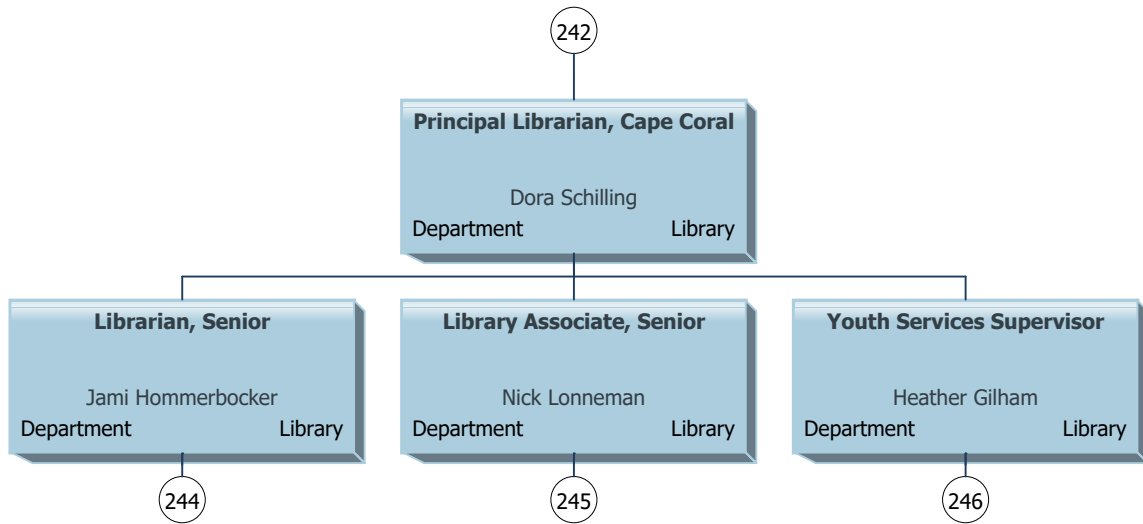 242
Principal Librarian, Cape Coral
Dora Schilling
Department Library
Librarian, Senior
Jami Hommerbocker
Department Library
244
Library Associate, Senior
Nick Lonneman
Department Library
245
Youth Services Supervisor
Heather Gilham
Department Library
246